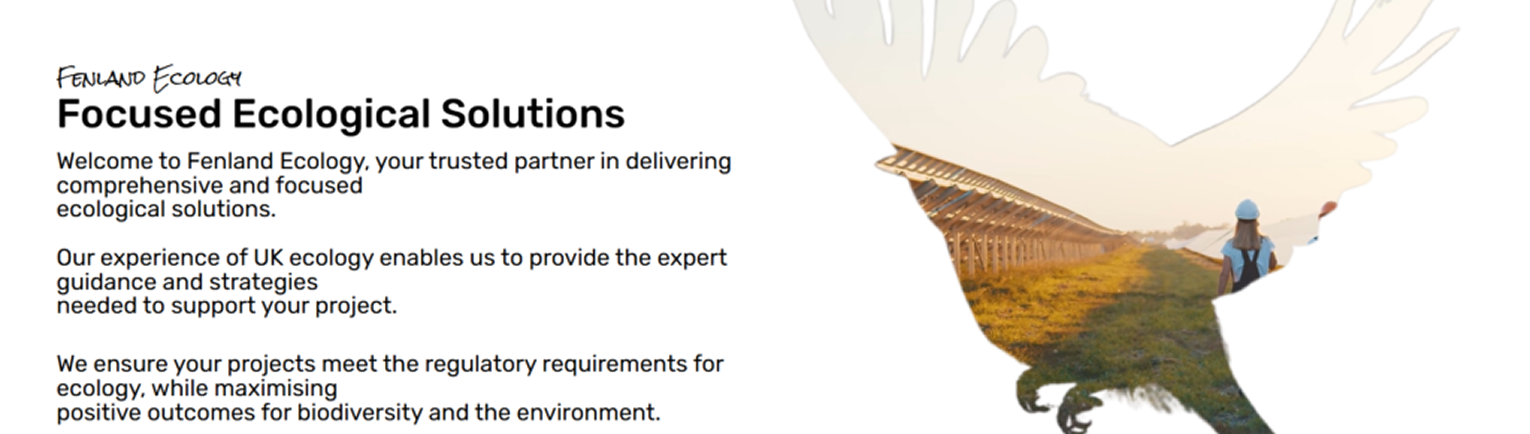 Fenland Ecology
Focused Ecological Solutions
Welcome to Fenland Ecology, your trusted partner in delivering
comprehensive and focused
ecological solutions.
Our experience of UK ecology enables us to provide the expert
guidance and strategies
needed to support your project.
We ensure your projects meet the regulatory requirements for
ecology, while maximising
positive outcomes for biodiversity and the environment.